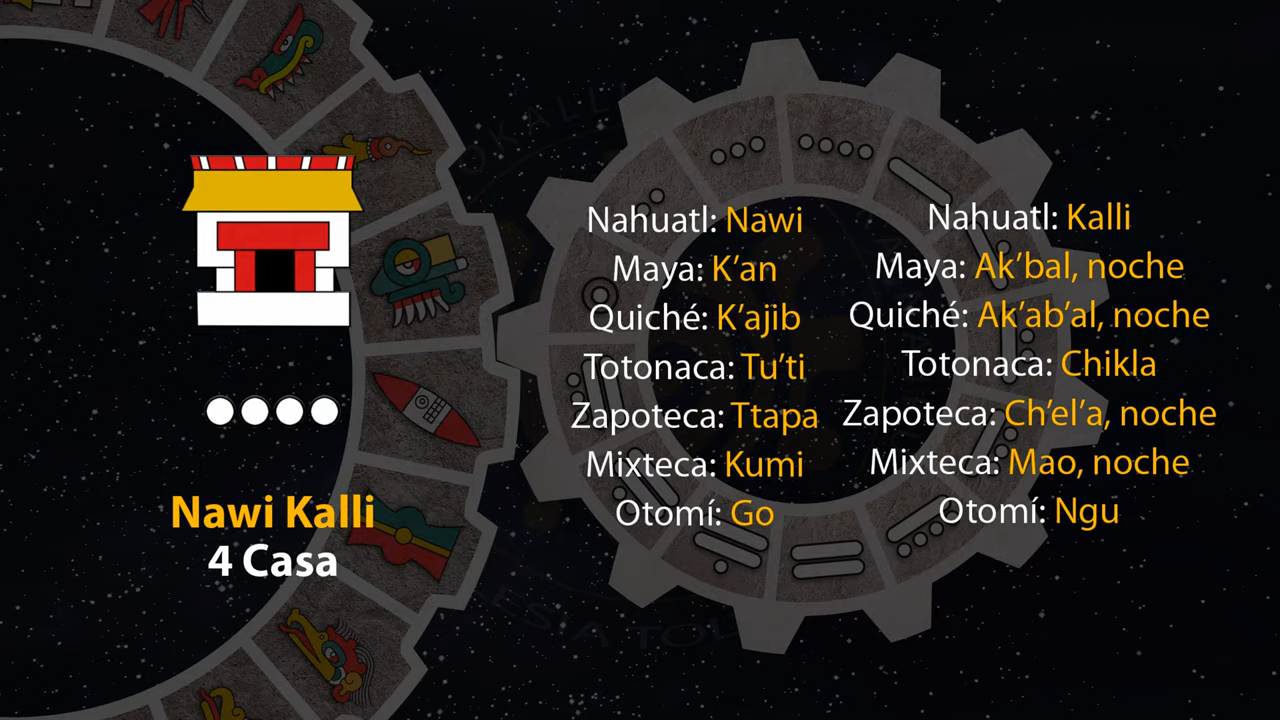 Nawi Kalli
4 Casa
Nahuatl: Nawi
Maya: K'an
Quiché: K'ajib
Totonaca: Tu'ti
Zapoteca: Ttapa
Mixteca: Kumi
Otomí: Go
Nahuatl: Kalli
Maya: Ak'bal, noche
Quiché: Ak'ab'al, noche
Totonaca: Chikla
Zapoteca: Ch'el'a, noche
Mixteca: Mao, noche
Otomí: Ngu